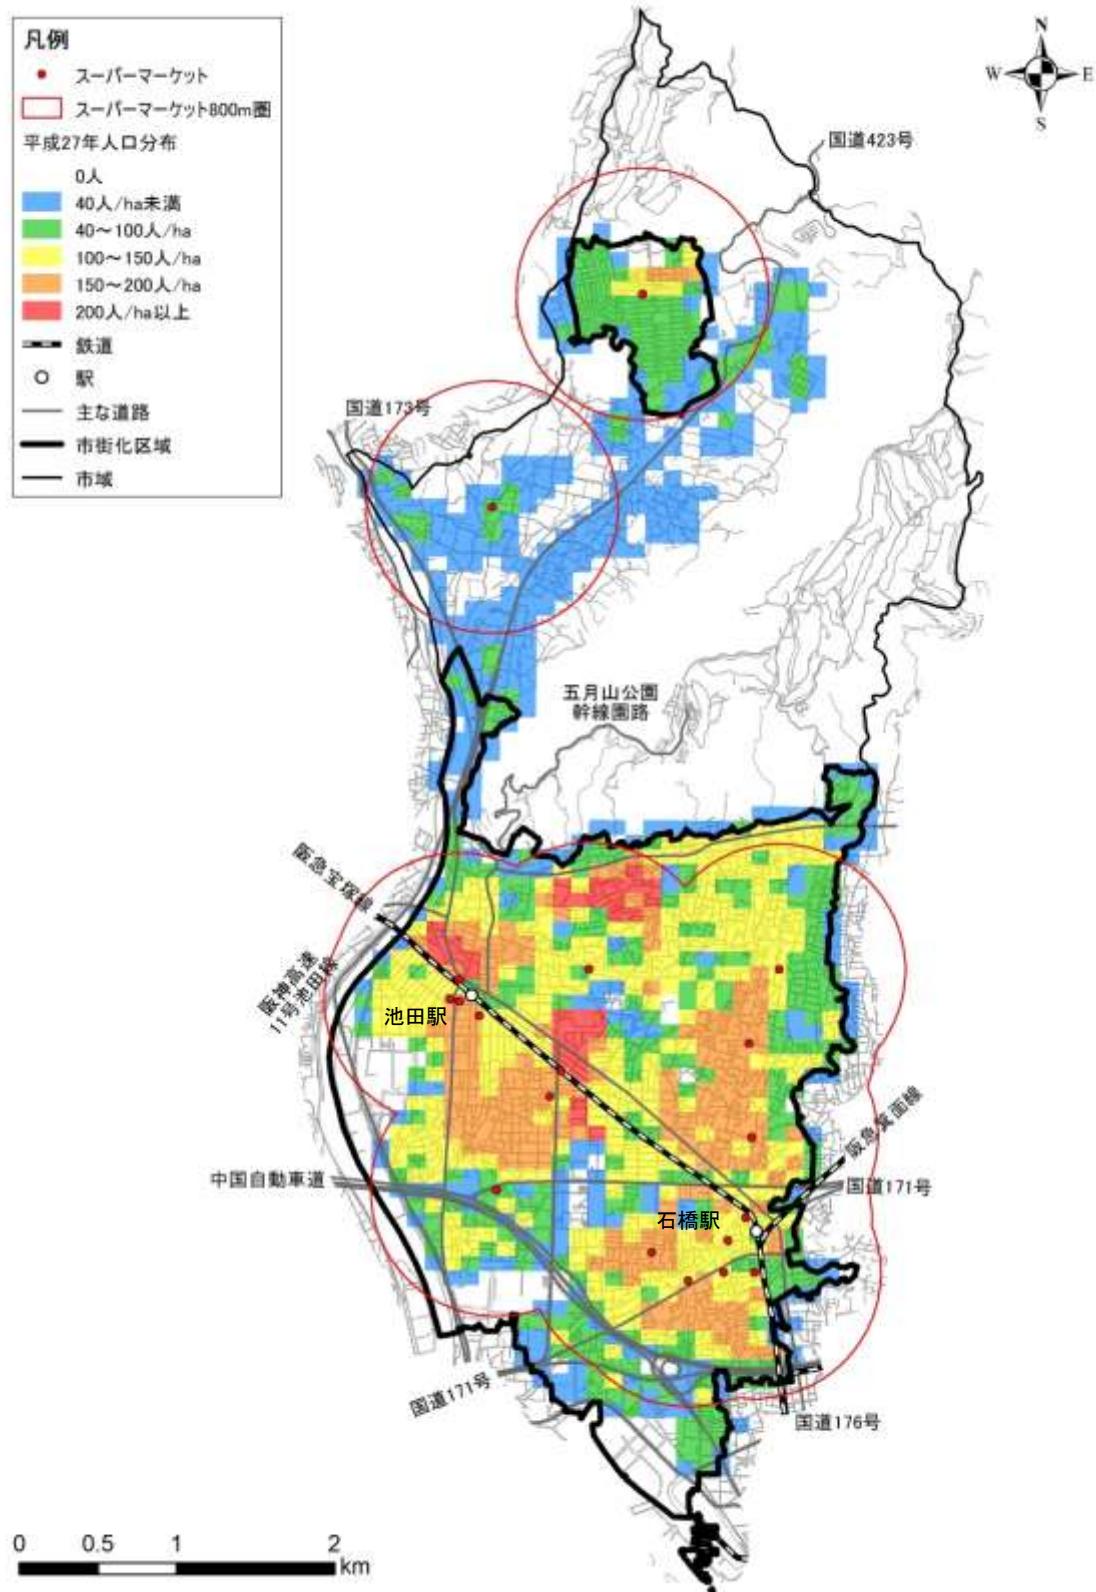 凡例
スーパーマーケット
スーパーマーケット800m圏
平成27年人口分布
0人
40人/ha未満
40～100人/ha
100～150人/ha
150～200人/ha
200人/ha以上
鉄道
駅
主な道路
市街化区域
市域
N
W
E
S
国道423号
国道173号
五月山公園
幹線園路
阪急宝塚線
阪神高速
11号池田線
池田駅
阪急箕面線
中国自動車道
国道171号
石橋駅
国道171号
国道176号
0 0.5 1 2
km